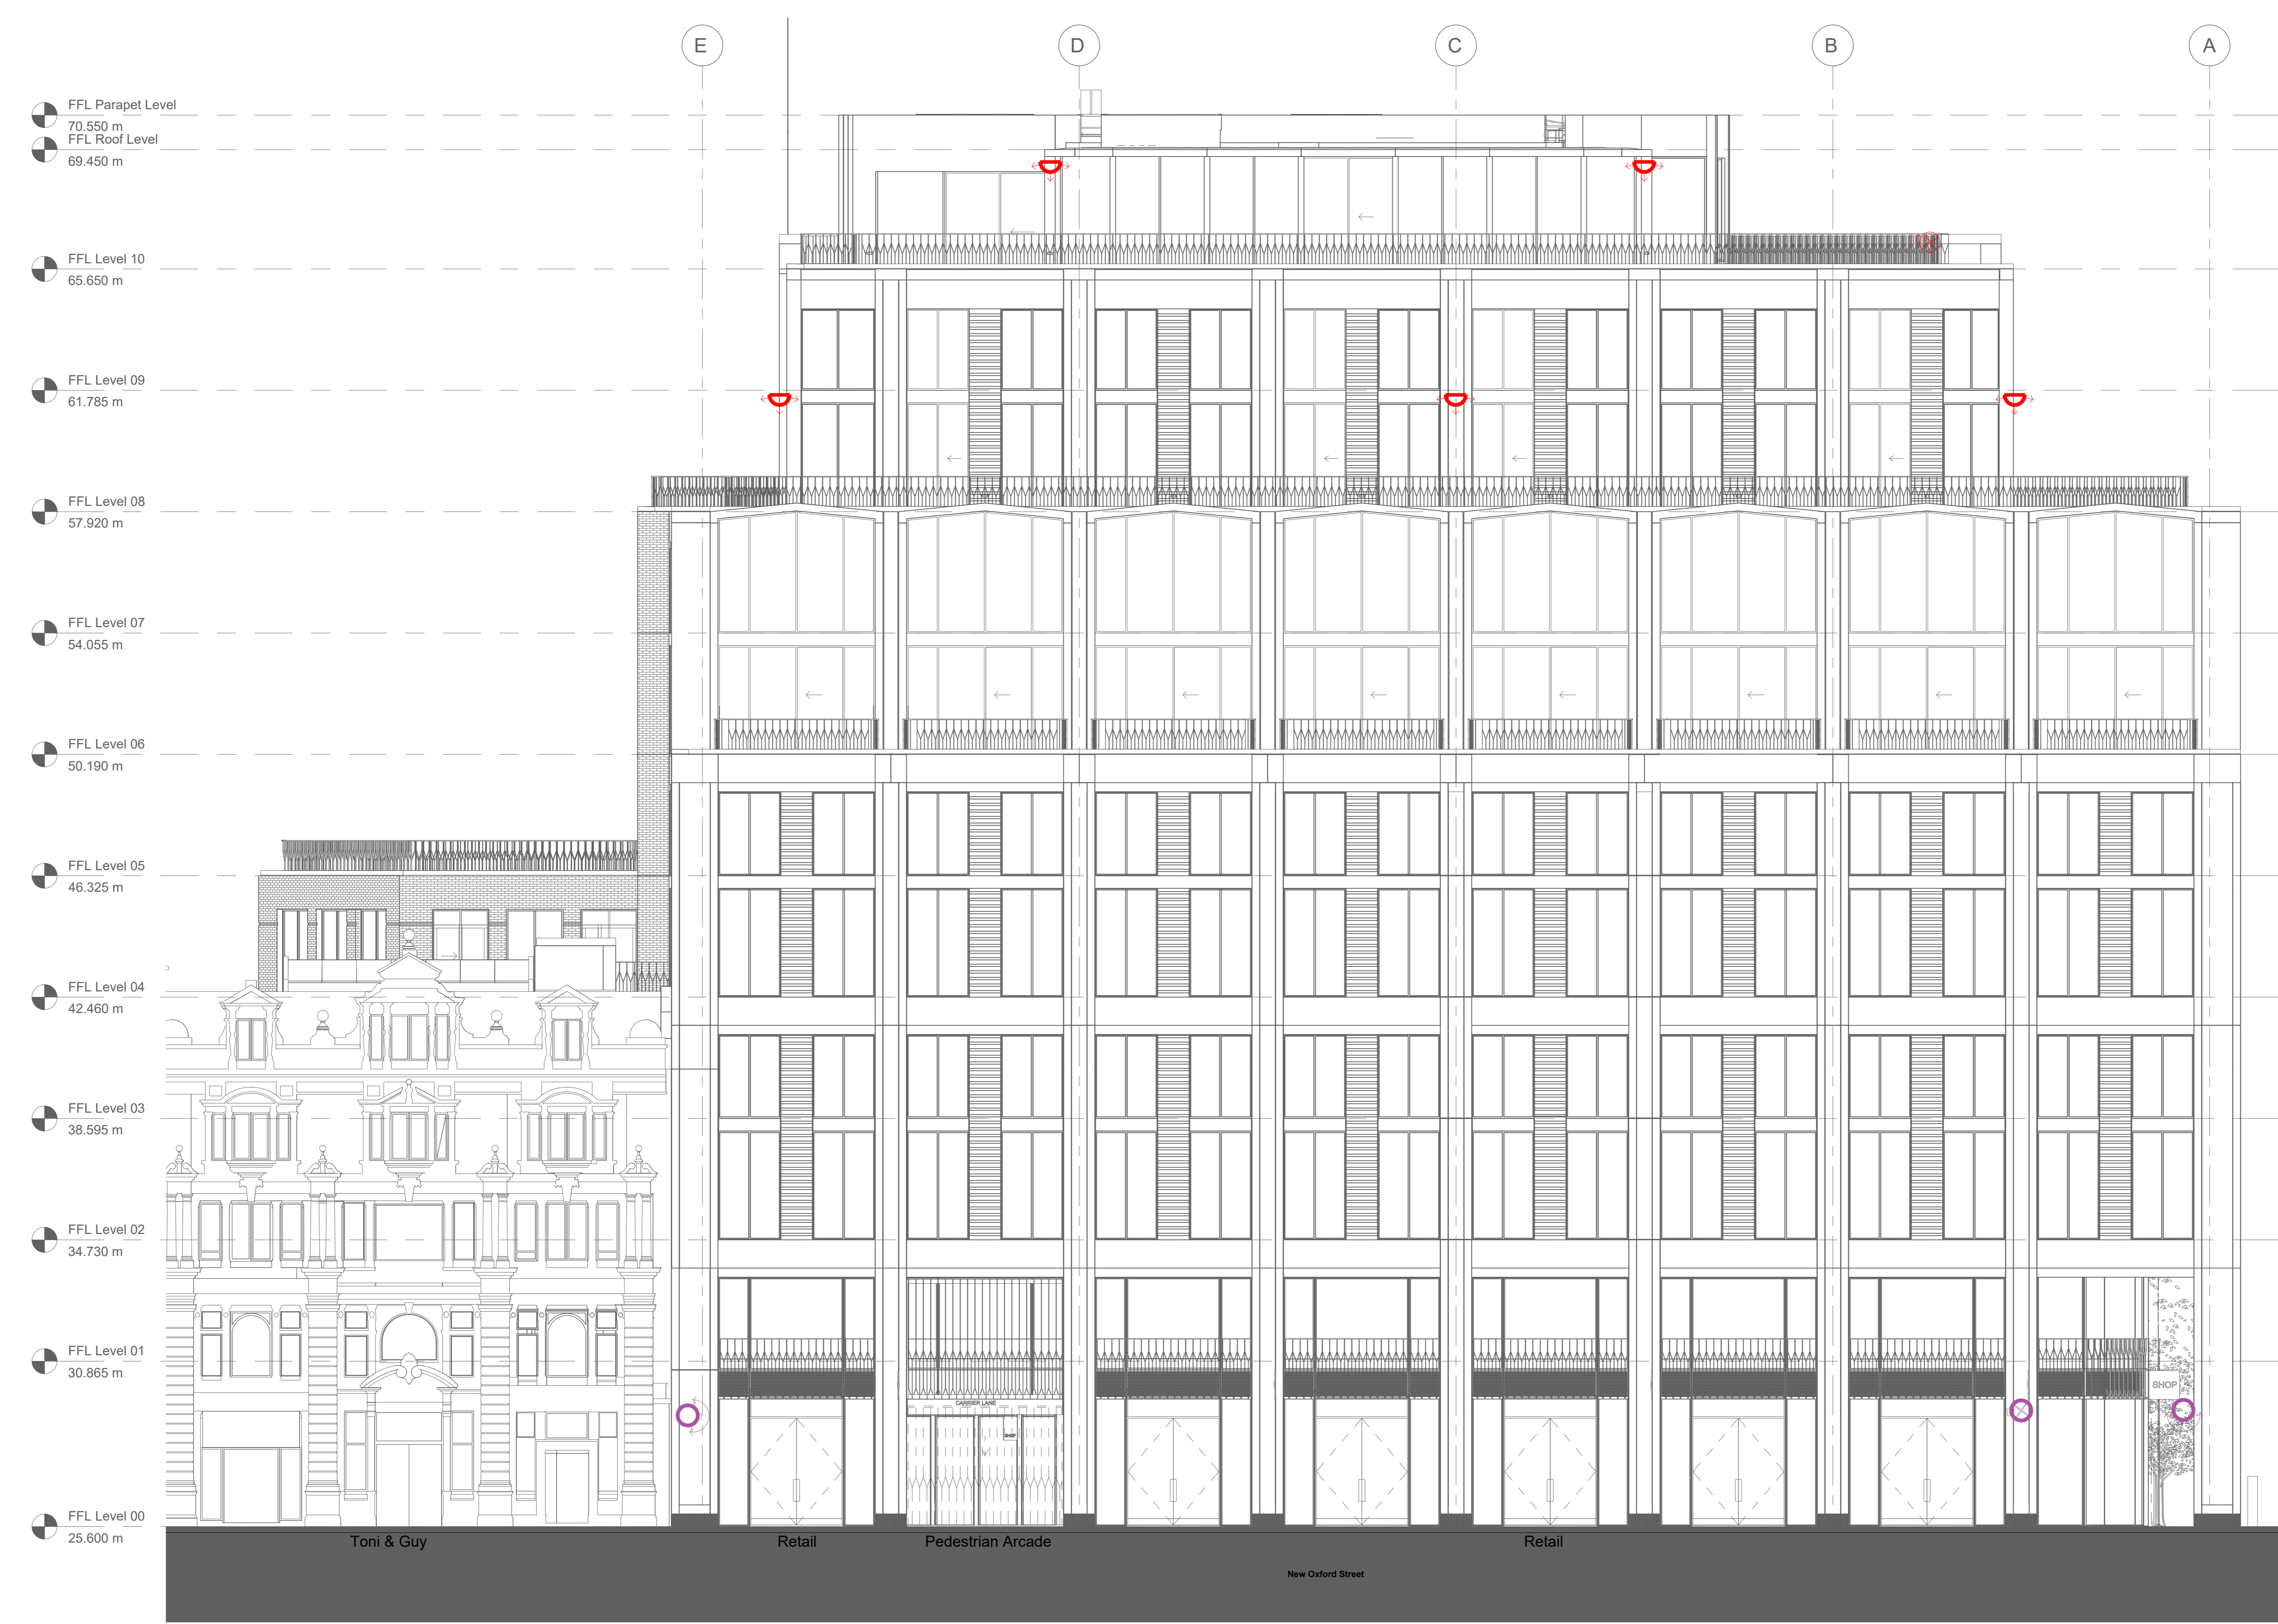 E
D
C
B
A
FFL Parapet Level
70.550 m
FFL Roof Level
69.450 m
FFL Level 10
65.650 m
FFL Level 09
61.785 m
FFL Level 08
57.920 m
FFL Level 07
54.055 m
FFL Level 06
50.190 m
FFL Level 05
46.325 m
FFL Level 04
42.460 m
FFL Level 03
38.595 m
FFL Level 02
34.730 m
FFL Level 01
30.865 m
SHOP
CARRIER LANE
SHOP
FFL Level 00
25.600 m
Toni & Guy
Retail
Pedestrian Arcade
Retail
New Oxford Street